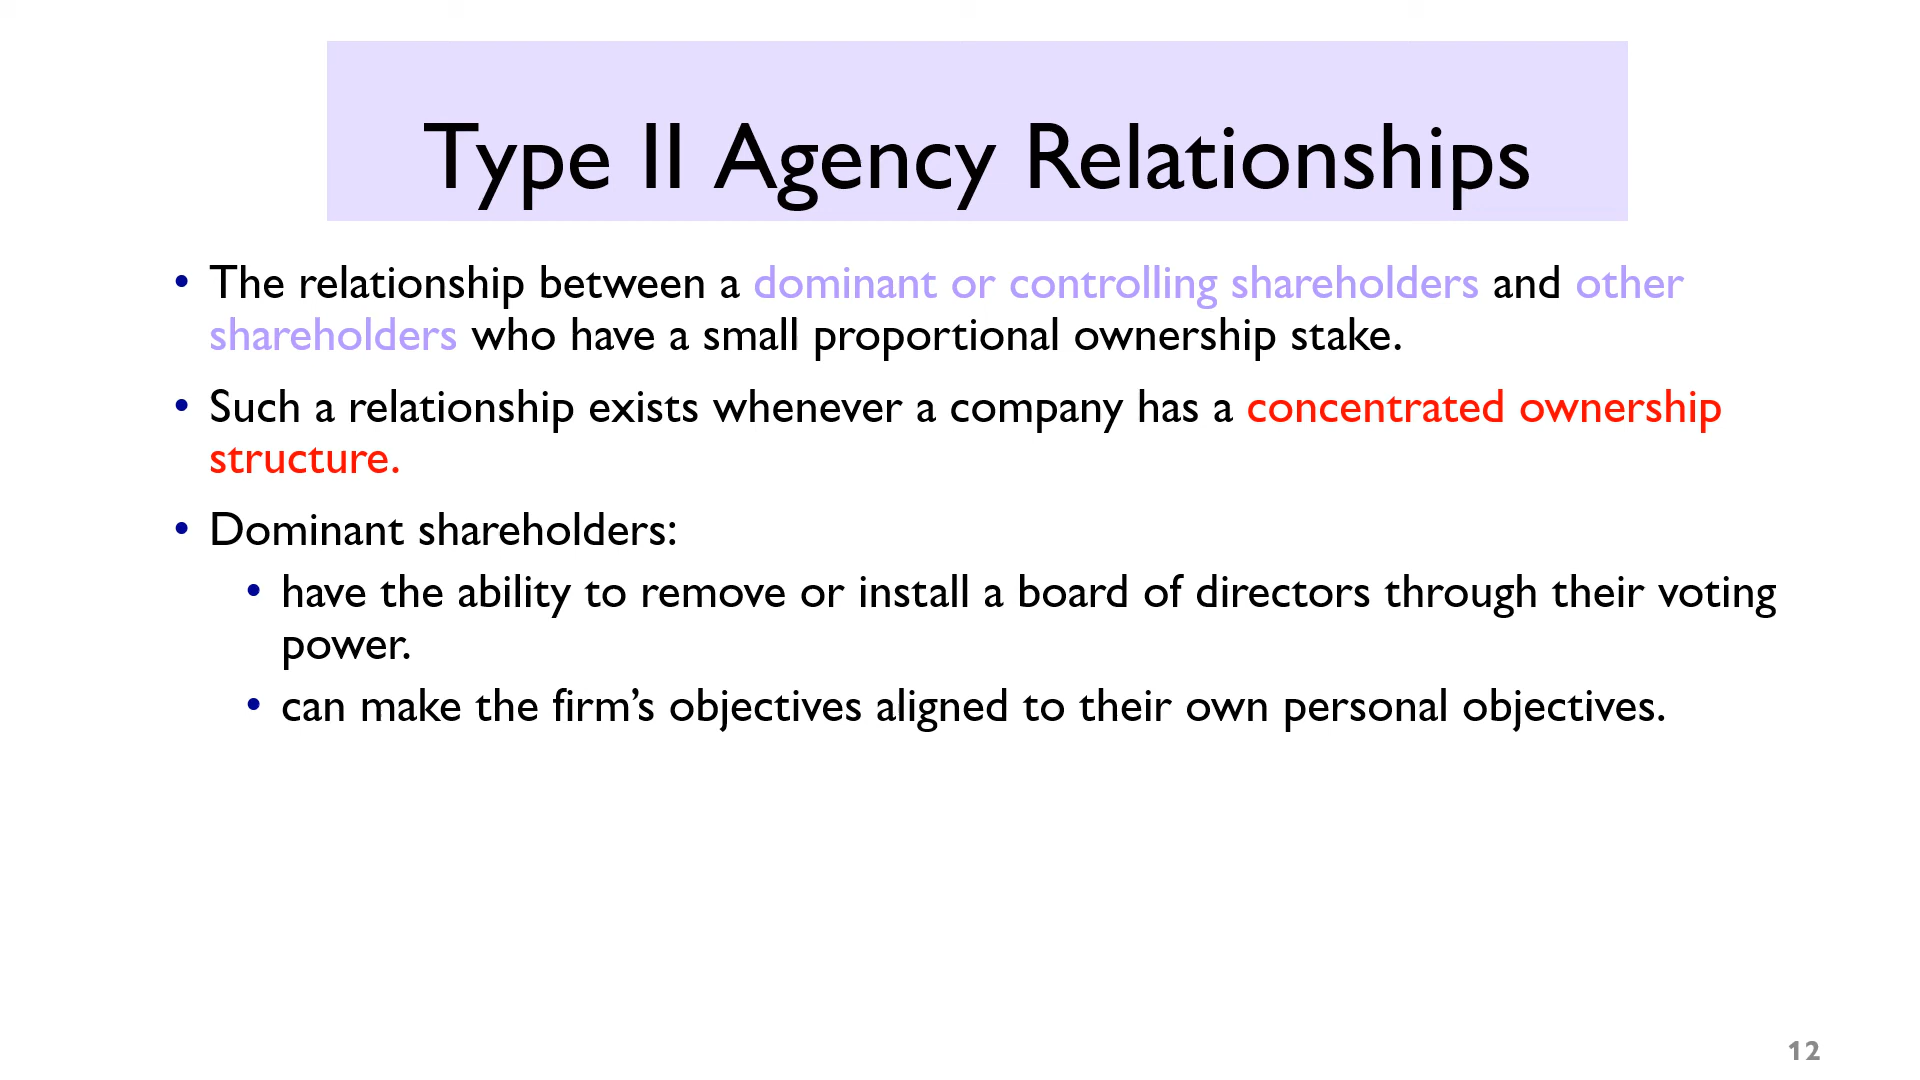 Type II Agency Relationships
• The relationship between a dominant or controlling shareholders and other
shareholders who have a small proportional ownership stake.
• Such a relationship exists whenever a company has a concentrated ownership
structure.
• Dominant shareholders:
• have the ability to remove or install a board of directors through their voting
power.
• can make the firm’s objectives aligned to their own personal objectives.
12